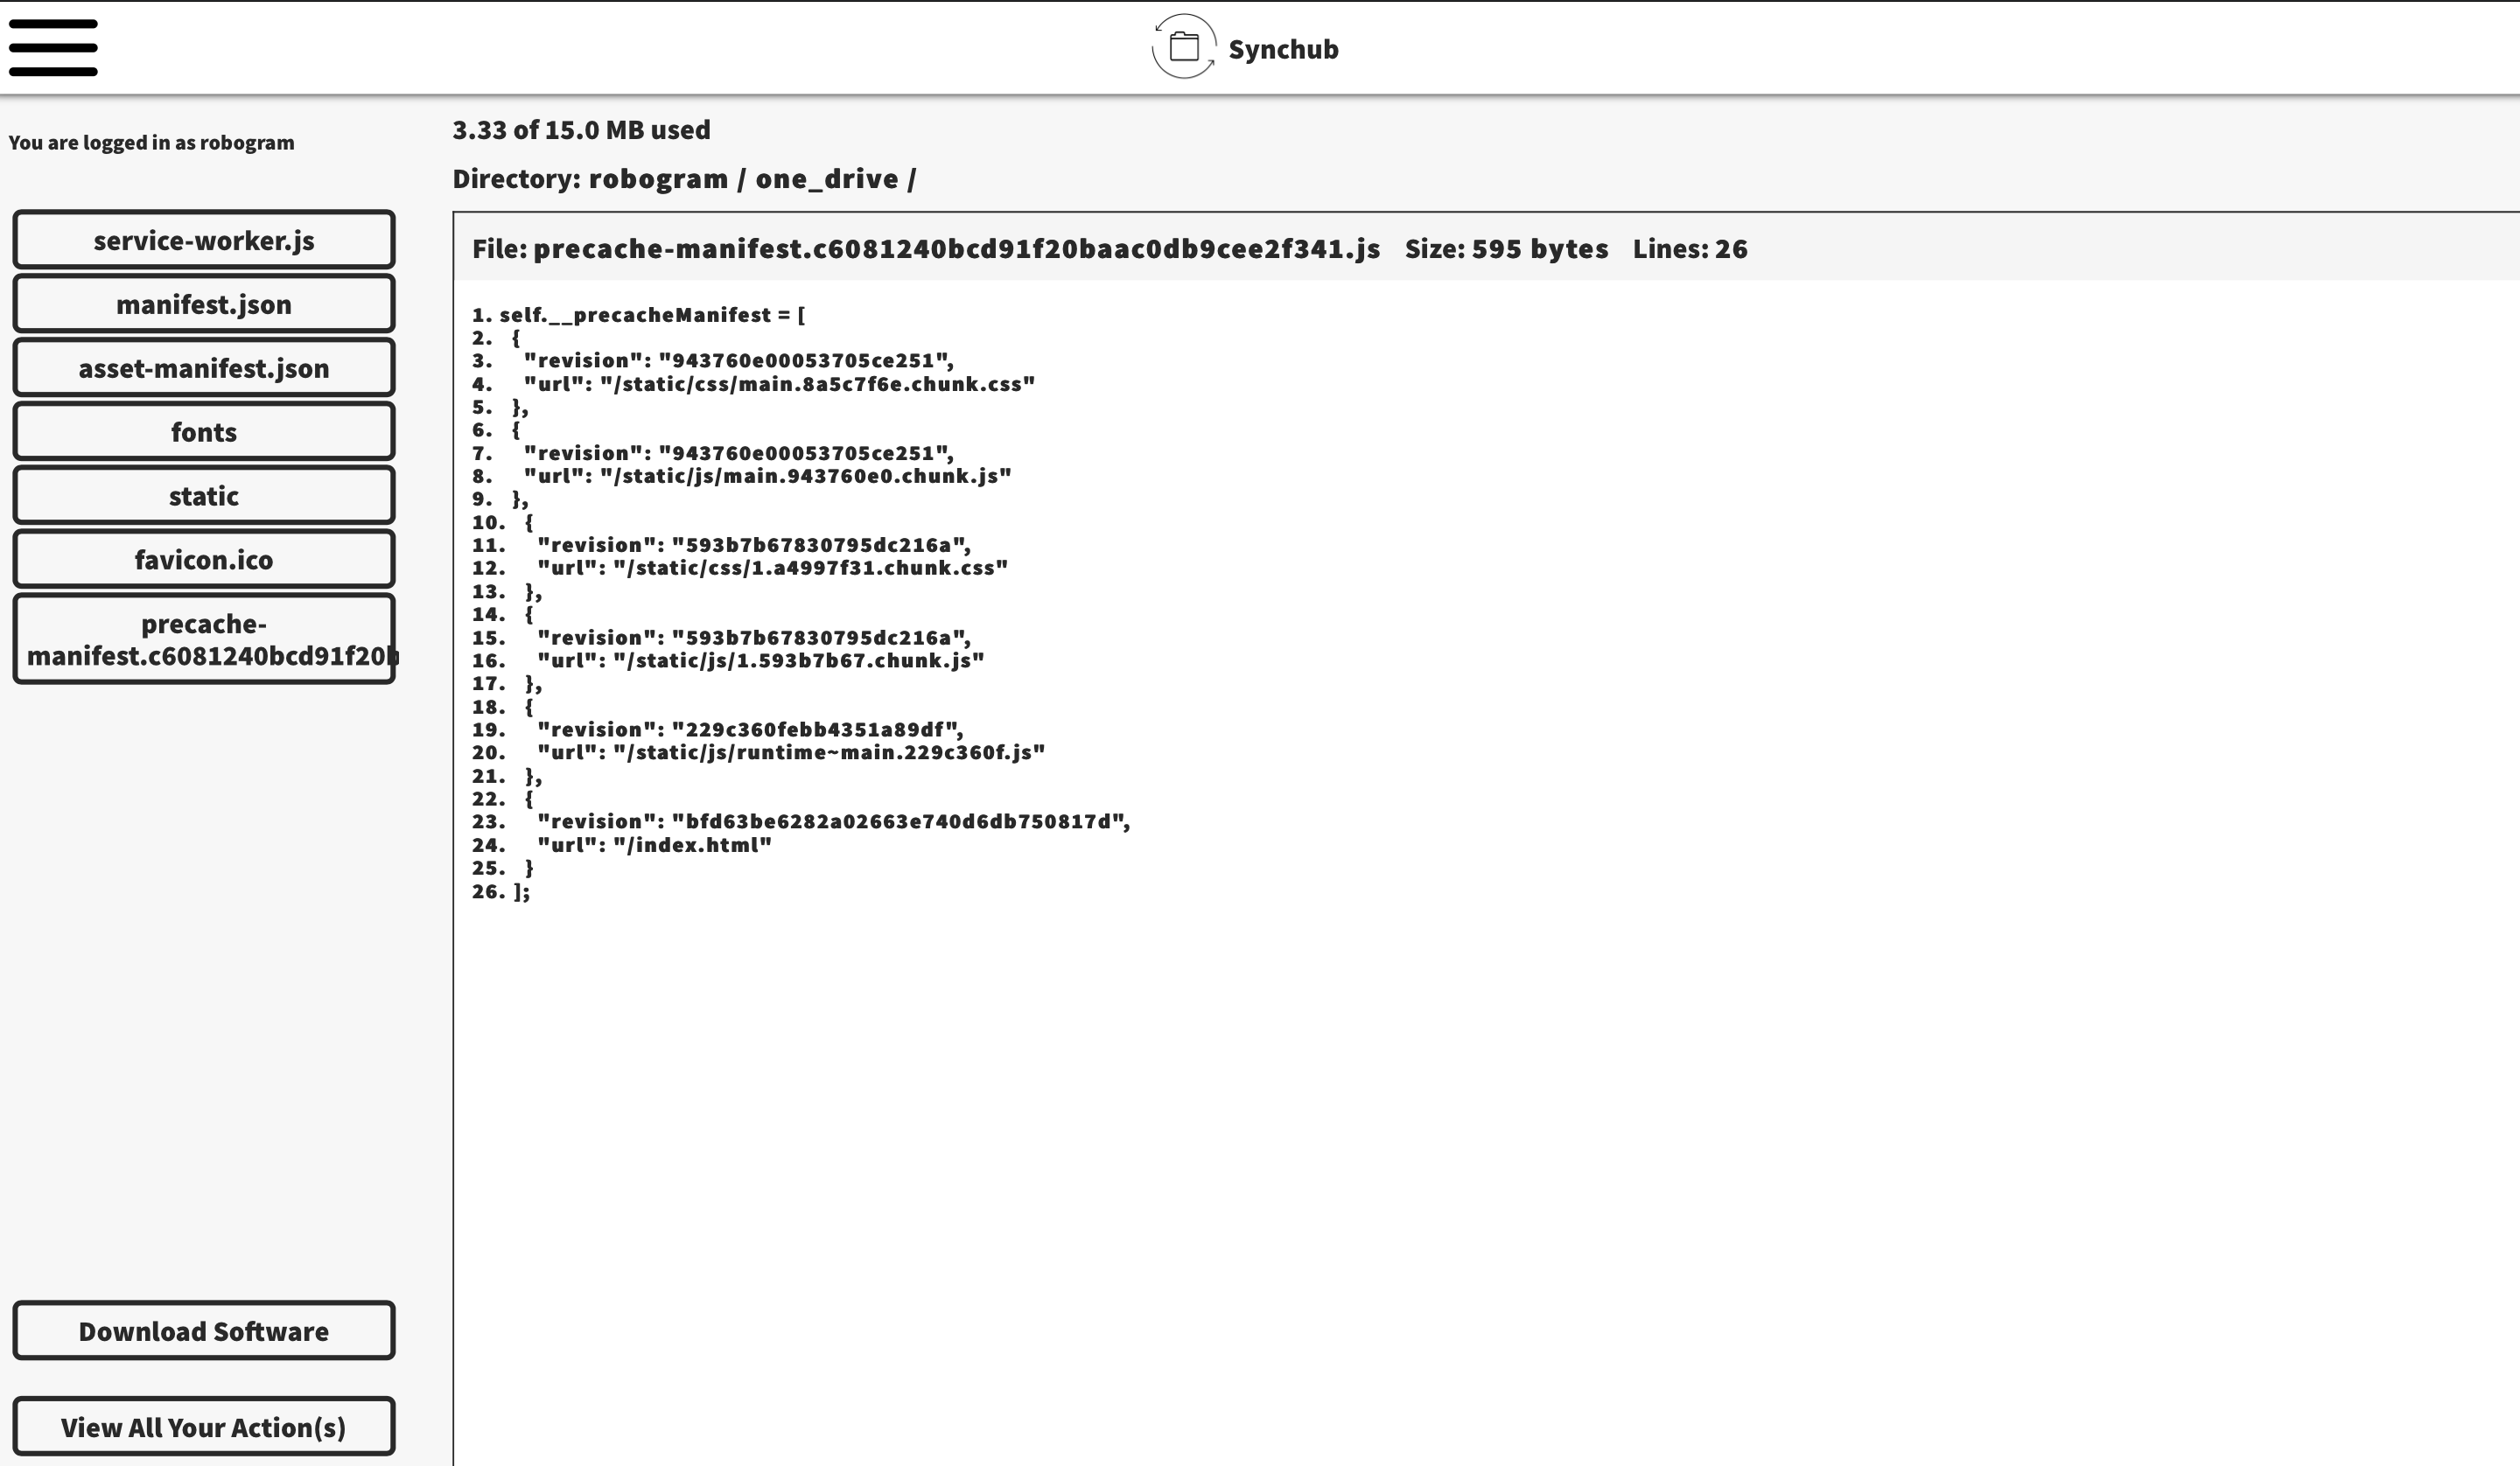 Synchub
You are logged in as robogram
service-worker.js
manifest.json
asset-manifest.json
fonts
static
favicon.ico
precache-
manifest.c6081240bcd91f20b
Download Software
View All Your Action(s)
3.33 of 15.0 MB used
Directory: robogram / one_drive /
File: precache-manifest.c6081240bcd91f20baac0db9cee2f341.js Size: 595 bytes Lines: 26
1. self.__precacheManifest = [
2. {
3. "revision": "943760e00053705ce251",
4. "url": "/static/css/main.8a5c7f6e.chunk.css"
5. },
6. {
7. "revision": "943760e00053705ce251",
8. "url": "/static/js/main.943760e0.chunk.js"
9. },
10. {
11. "revision": "593b7b67830795dc216a",
12. "url": "/static/css/1.a4997f31.chunk.css"
13. },
14. {
15. "revision": "593b7b67830795dc216a",
16. "url": "/static/js/1.593b7b67.chunk.js"
17. },
18. {
19. "revision": "229c360febb4351a89df",
20. "url": "/static/js/runtime~main.229c360f.js"
21. },
22. {
23. "revision": "bfd63be6282a02663e740d6db750817d",
24. "url": "/index.html"
25. }
26. ];